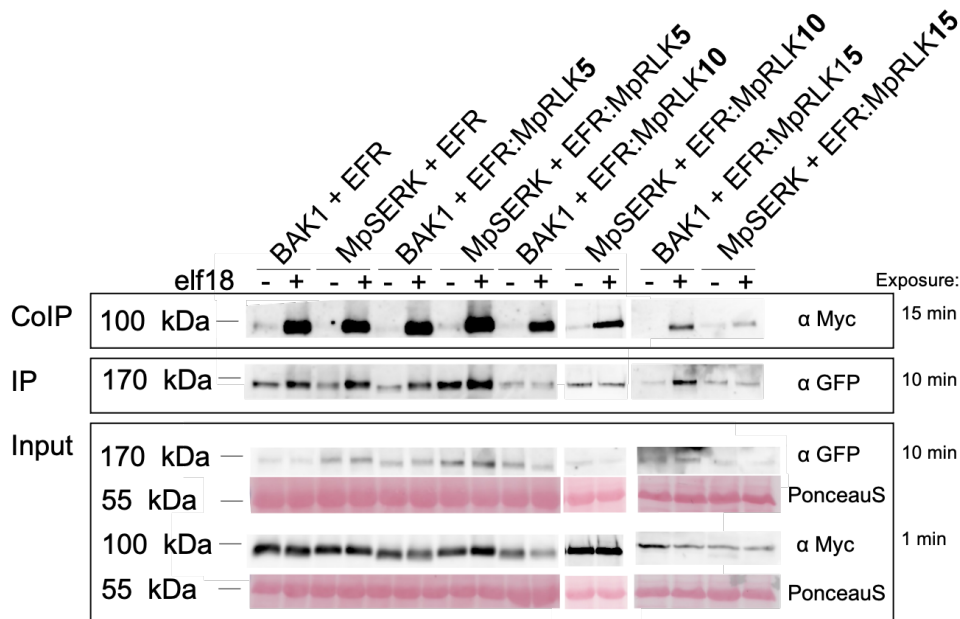 BAK1 + EFR
MpSERK + EFR
BAK1 + EFR:MpRLK5
MpSERK + EFR:MpRLK5
BAK1 + EFR:MpRLK10
MpSERK + EFR:MpRLK10
BAK1 + EFR:MpRLK15
MpSERK + EFR:MpRLK15
elf18 - + - + - + - + - + - + - + - + Exposure:
CoIP 100 kDa α Myc 15 min
IP 170 kDa α GFP 10 min
Input
170 kDa α GFP 10 min
55 kDa PonceauS
100 kDa α Myc 1 min
55 kDa PonceauS